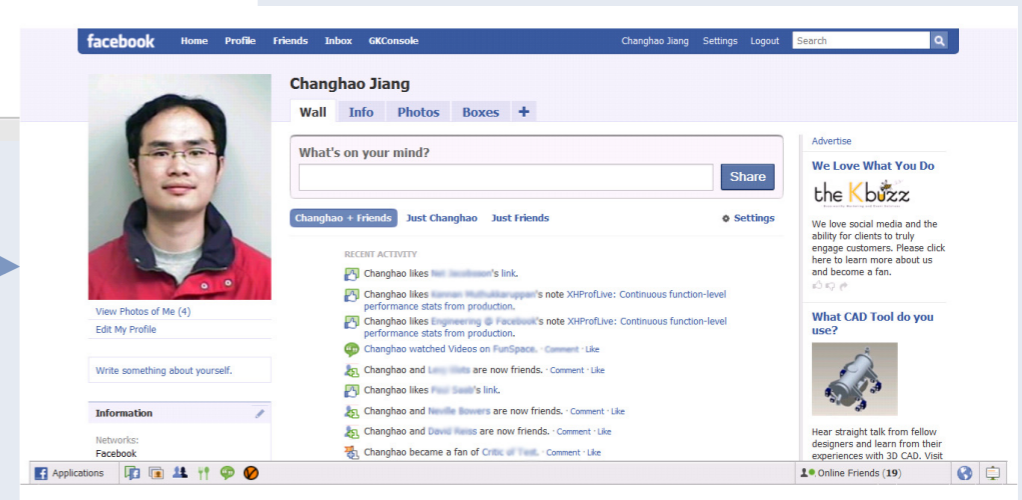 facebook Home Profile Friends Inbox GKConsole Changhao Jiang Settings Logout Search
Changhao Jiang
Wall Info Photos Boxes +
What's on your mind?
Share
Changhao + Friends Just Changhao Just Friends Settings
RECENT ACTIVITY
Changhao likes 's link.
Changhao likes 's note XHProfLive: Continuous function-level
performance stats from production.
Changhao likes 's note XHProfLive: Continuous function-level
performance stats from production.
Changhao watched Videos on FunSpace. · Comment · Like
Changhao and are now friends. · Comment · Like
Changhao likes 's link.
Changhao and are now friends. · Comment · Like
Changhao and are now friends. · Comment · Like
Changhao became a fan of · Comment · Like
View Photos of Me (4)
Edit My Profile
Write something about yourself.
Information
Networks:
Facebook
Advertise
We Love What You Do
the Kbuzz
We love social media and the
ability for clients to truly
engage customers. Please click
here to learn more about us
and become a fan.
What CAD Tool do you
use?
Hear straight talk from fellow
designers and learn from their
experiences with 3D CAD. Visit
Applications
Online Friends (19)